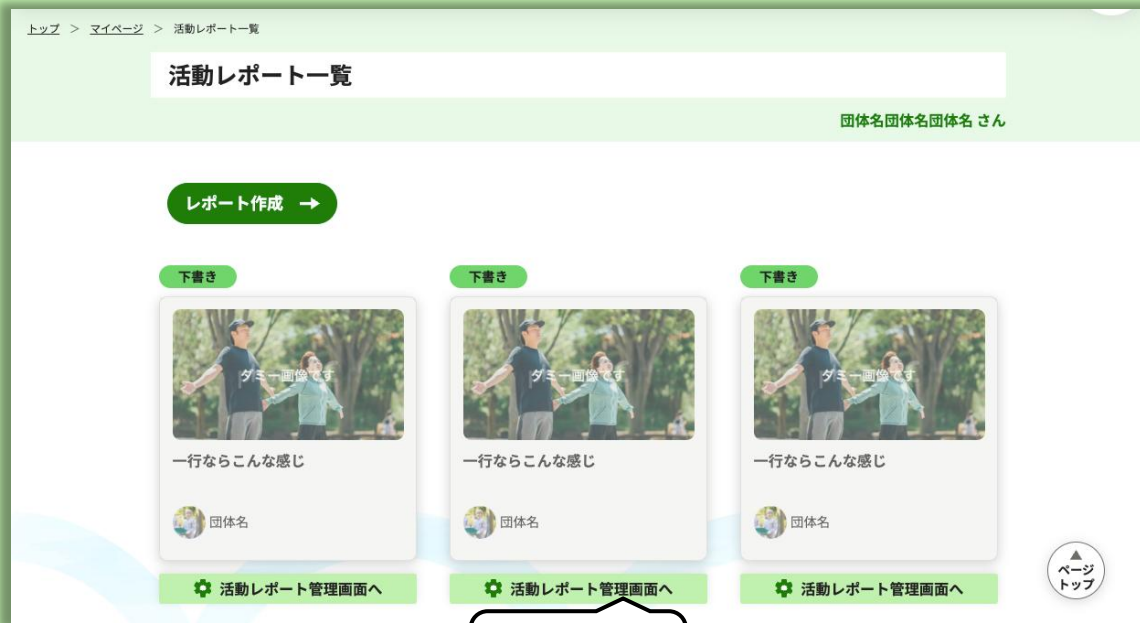 トップ ＞ マイページ ＞ 活動レポート一覧
活動レポート一覧
団体名団体名団体名 さん
レポート作成 →
下書き 下書き 下書き
ダミー画像です ダミー画像です ダミー画像です
一行ならこんな感じ 一行ならこんな感じ 一行ならこんな感じ
団体名 団体名 団体名
活動レポート管理画面へ 活動レポート管理画面へ 活動レポート管理画面へ
▲
ページ
トップ